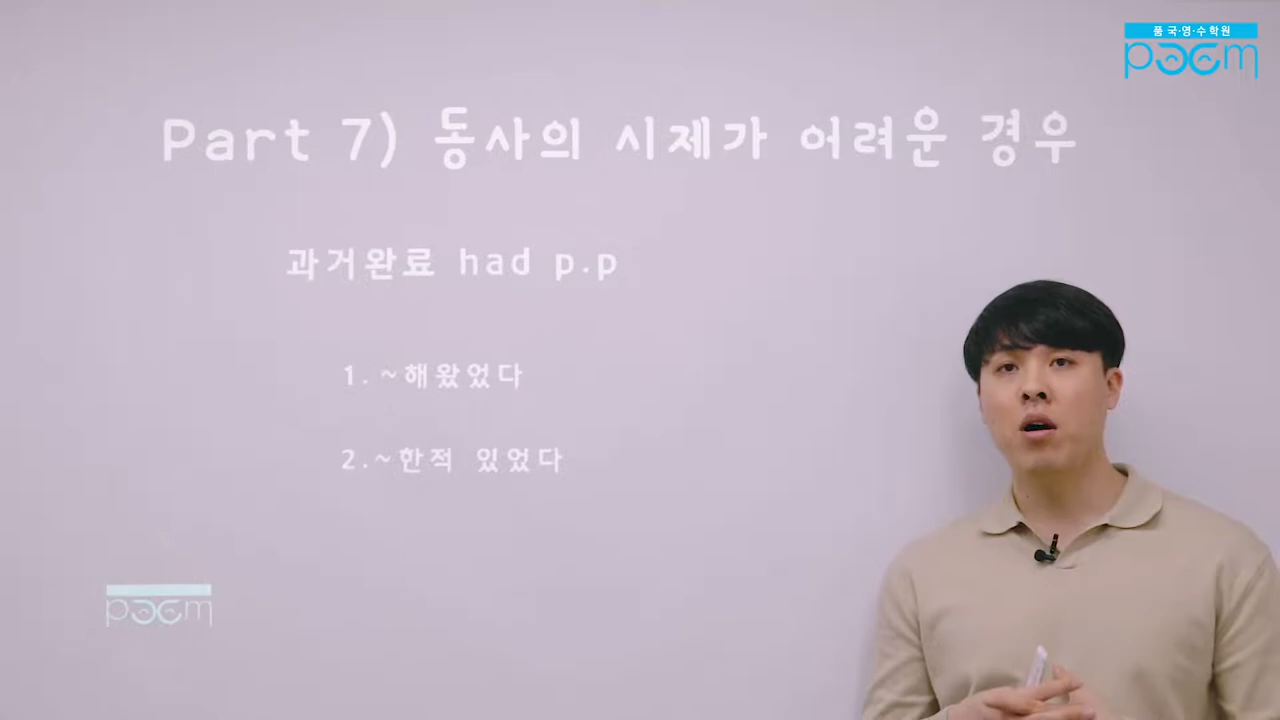 품 국·영·수 학원
poem
Part 7) 동사의 시제가 어려운 경우
과거완료 had p.p
1. ~해왔었다
2.~한적 있었다
poem